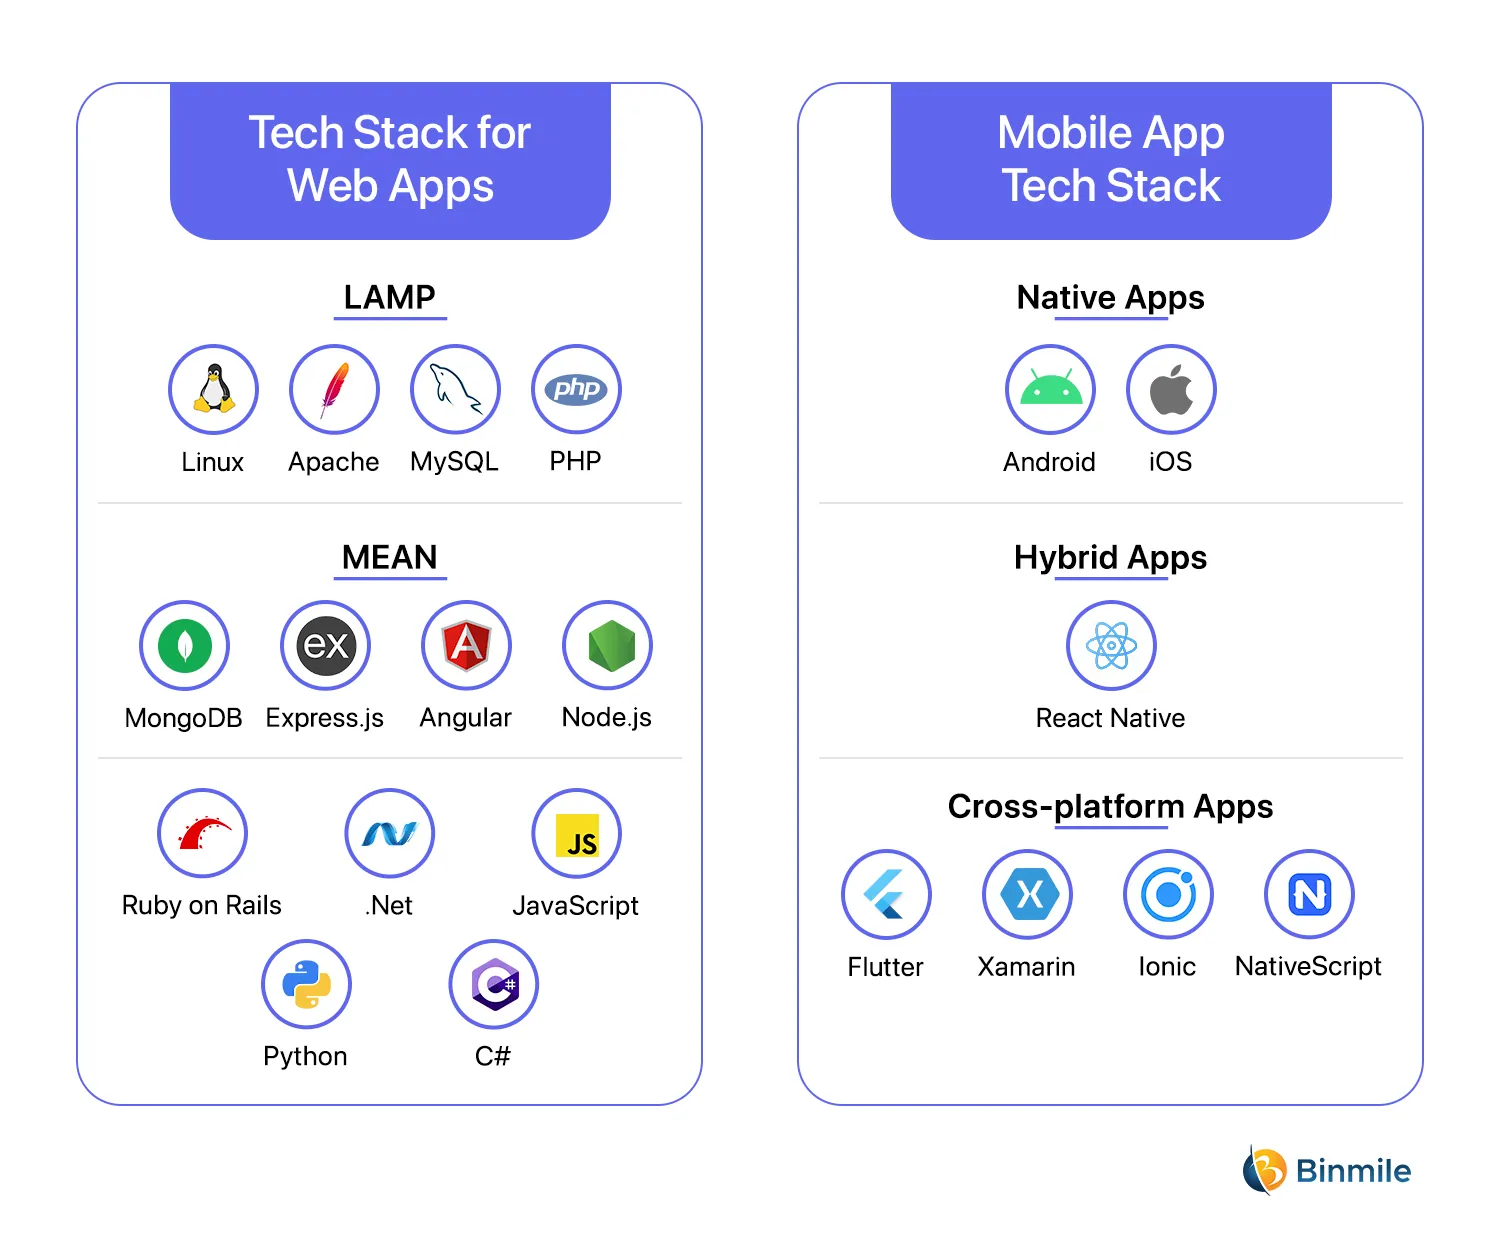 Tech Stack for
Web Apps
LAMP
php
Linux Apache MySQL PHP
MEAN
ex A
MongoDB Express.js Angular Node.js
JS
Ruby on Rails .Net JavaScript
C#
Python C#
Mobile App
Tech Stack
Native Apps
Android iOS
Hybrid Apps
React Native
Cross-platform Apps
X N
Flutter Xamarin Ionic NativeScript
Binmile